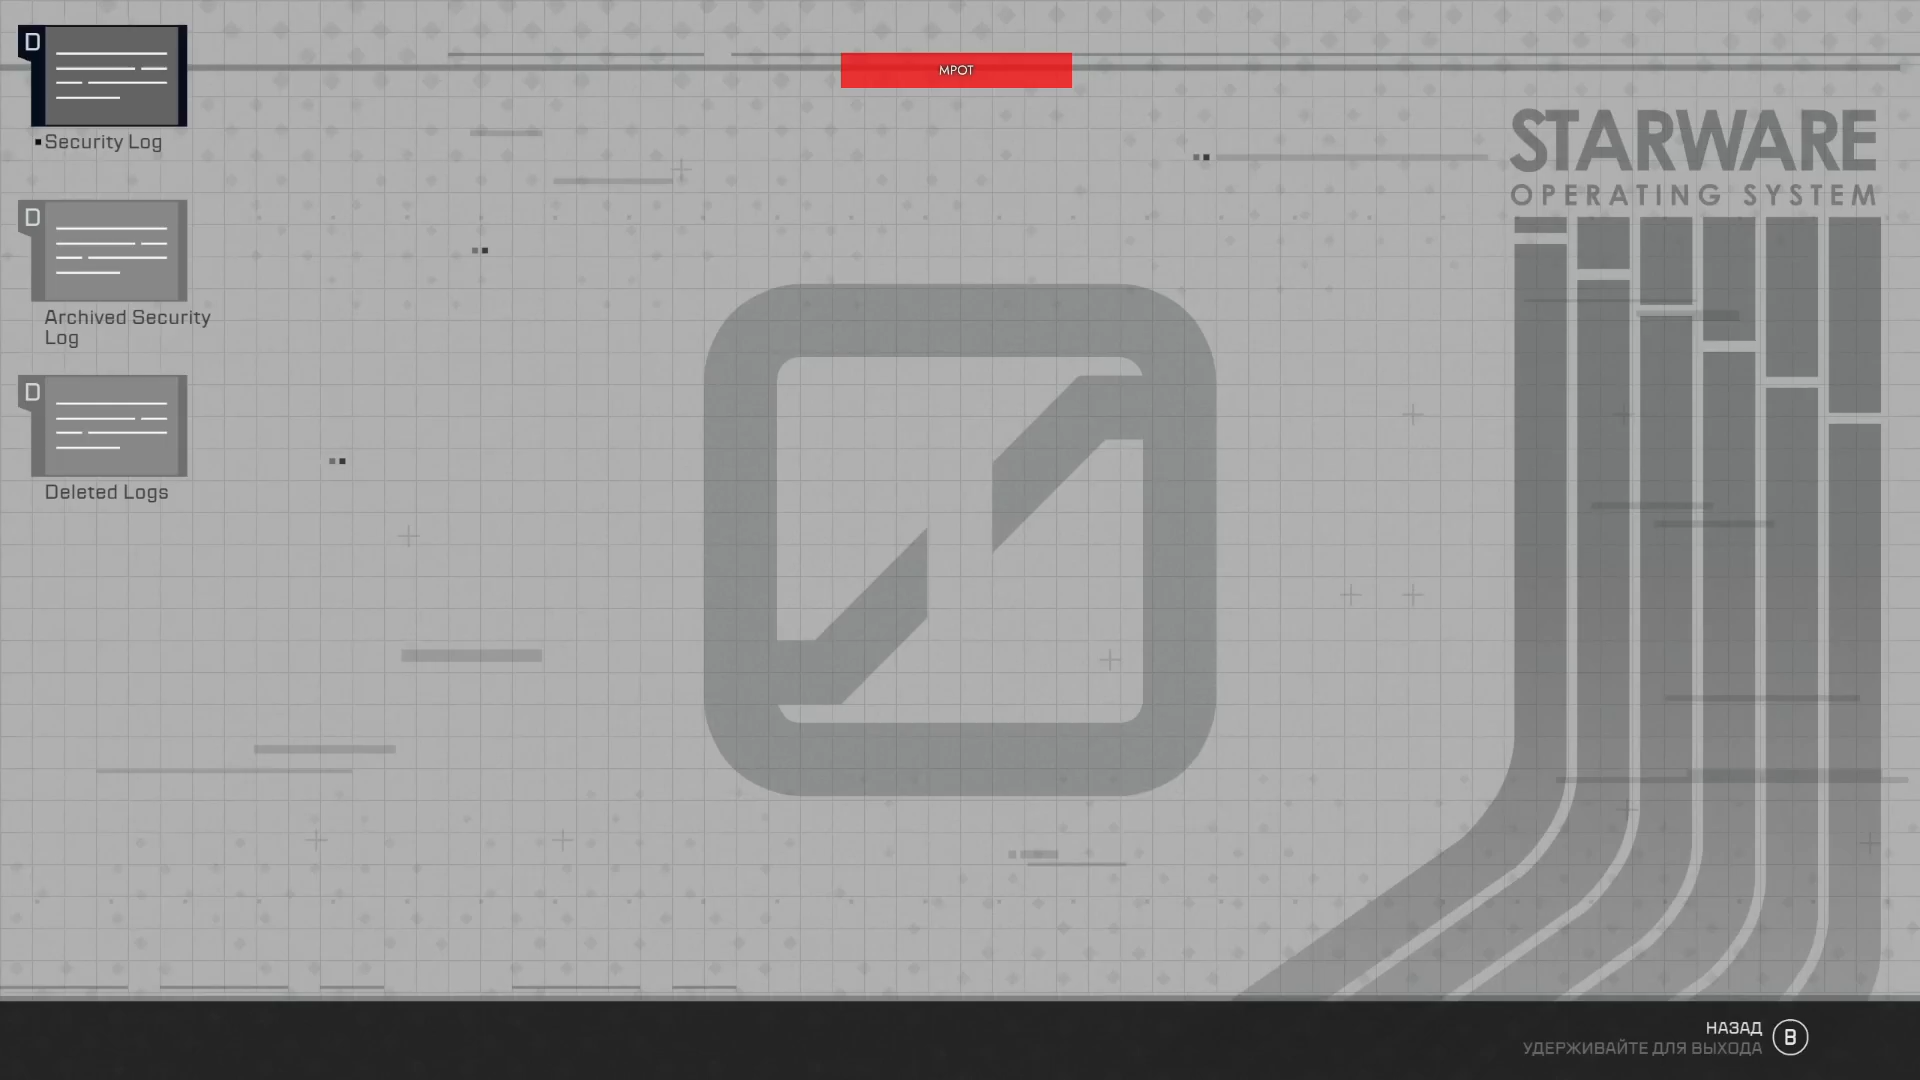 D
Security Log
D
Archived Security
Log
D
Deleted Logs
МРОТ
STARWARE
OPERATING SYSTEM
НАЗАД
УДЕРЖИВАЙТЕ ДЛЯ ВЫХОДА
B